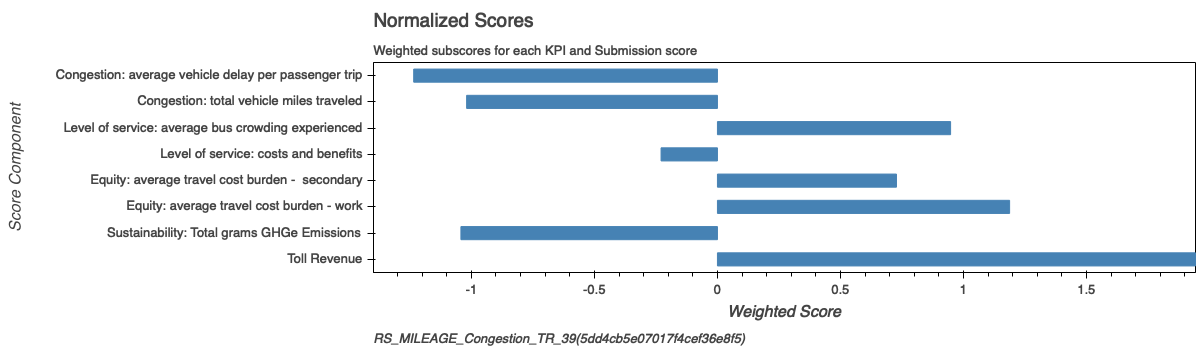 Normalized Scores
Weighted subscores for each KPI and Submission score
Score Component
Congestion: average vehicle delay per passenger trip
Congestion: total vehicle miles traveled
Level of service: average bus crowding experienced
Level of service: costs and benefits
Equity: average travel cost burden -  secondary
Equity: average travel cost burden - work
Sustainability: Total grams GHGe Emissions
Toll Revenue
-1 -0.5 0 0.5 1 1.5
Weighted Score
RS_MILEAGE_Congestion_TR_39(5dd4cb5e07017f4cef36e8f5)